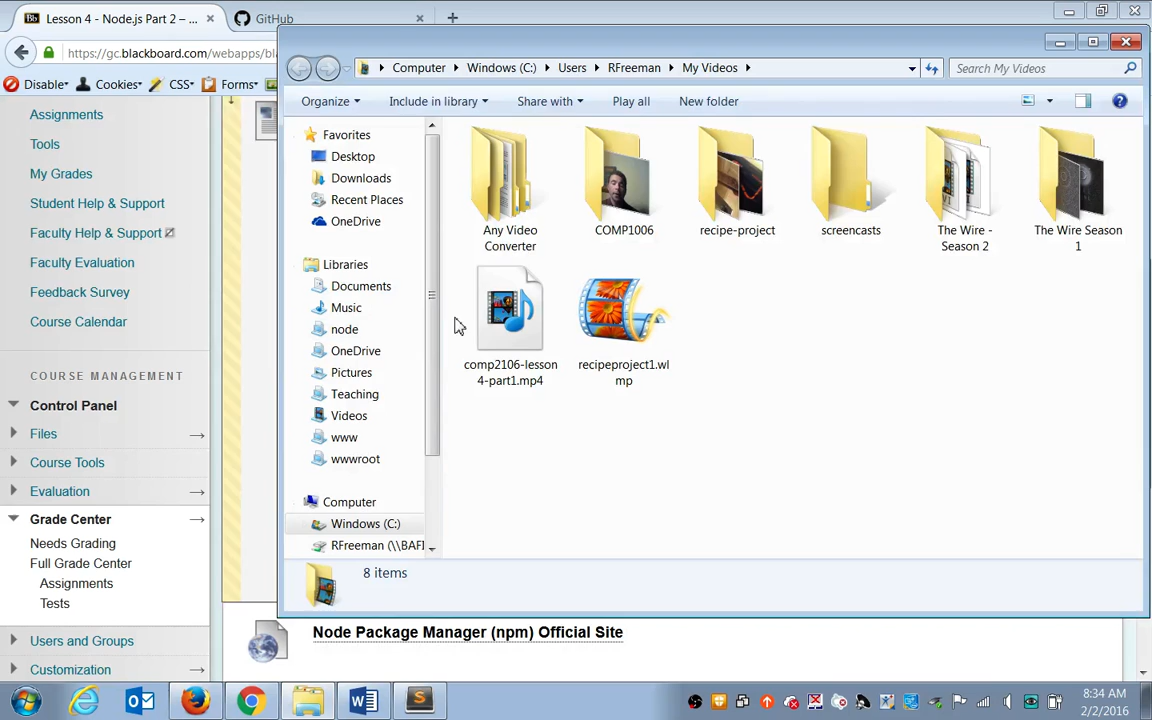 Lesson 4 - Node.js Part 2 – ...
GitHub
https://gc.blackboard.com/webapps/bl
Disable
Cookies
CSS
Forms
Computer
Windows (C:)
Users
RFreeman
My Videos
Search My Videos
Organize
Include in library
Share with
Play all
New folder
Assignments
Tools
My Grades
Student Help & Support
Faculty Help & Support
Faculty Evaluation
Feedback Survey
Course Calendar
COURSE MANAGEMENT
Control Panel
Files
Course Tools
Evaluation
Grade Center
Needs Grading
Full Grade Center
Assignments
Tests
Users and Groups
Customization
Favorites
Desktop
Downloads
Recent Places
OneDrive
Libraries
Documents
Music
node
OneDrive
Pictures
Teaching
Videos
www
wwwroot
Computer
Windows (C:)
RFreeman (\\BAFI
Any Video
Converter
COMP1006
recipe-project
screencasts
The Wire -
Season 2
The Wire Season
1
comp2106-lesson
4-part1.mp4
recipeproject1.wl
mp
8 items
Node Package Manager (npm) Official Site
8:34 AM
2/2/2016